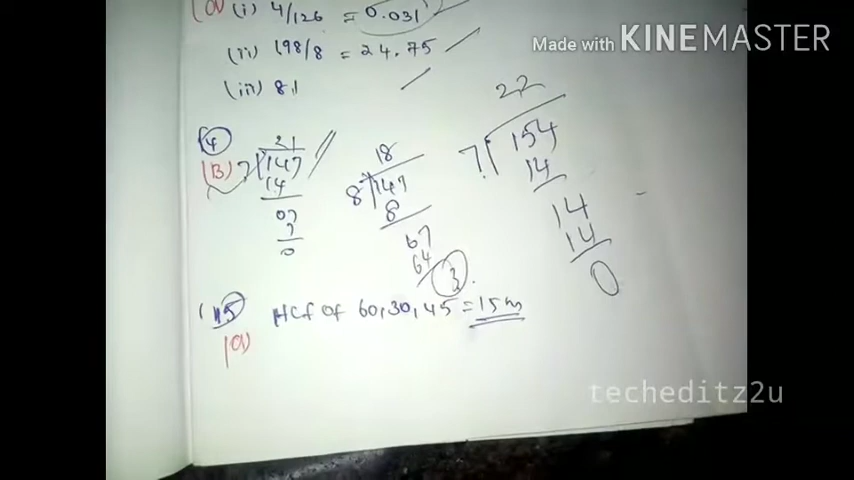 (a) (i) 4/126 = 0.031
(ii) 198/8 = 24.75
(iii) 8.1
Made with KINEMASTER
14
(B)
21
7 147
14
07
7
0
18
8 147
8
67
64
3
22
7 154
14
14
14
0
15 HCf of 60,30,45 = 15m
(a)
techeditz2u